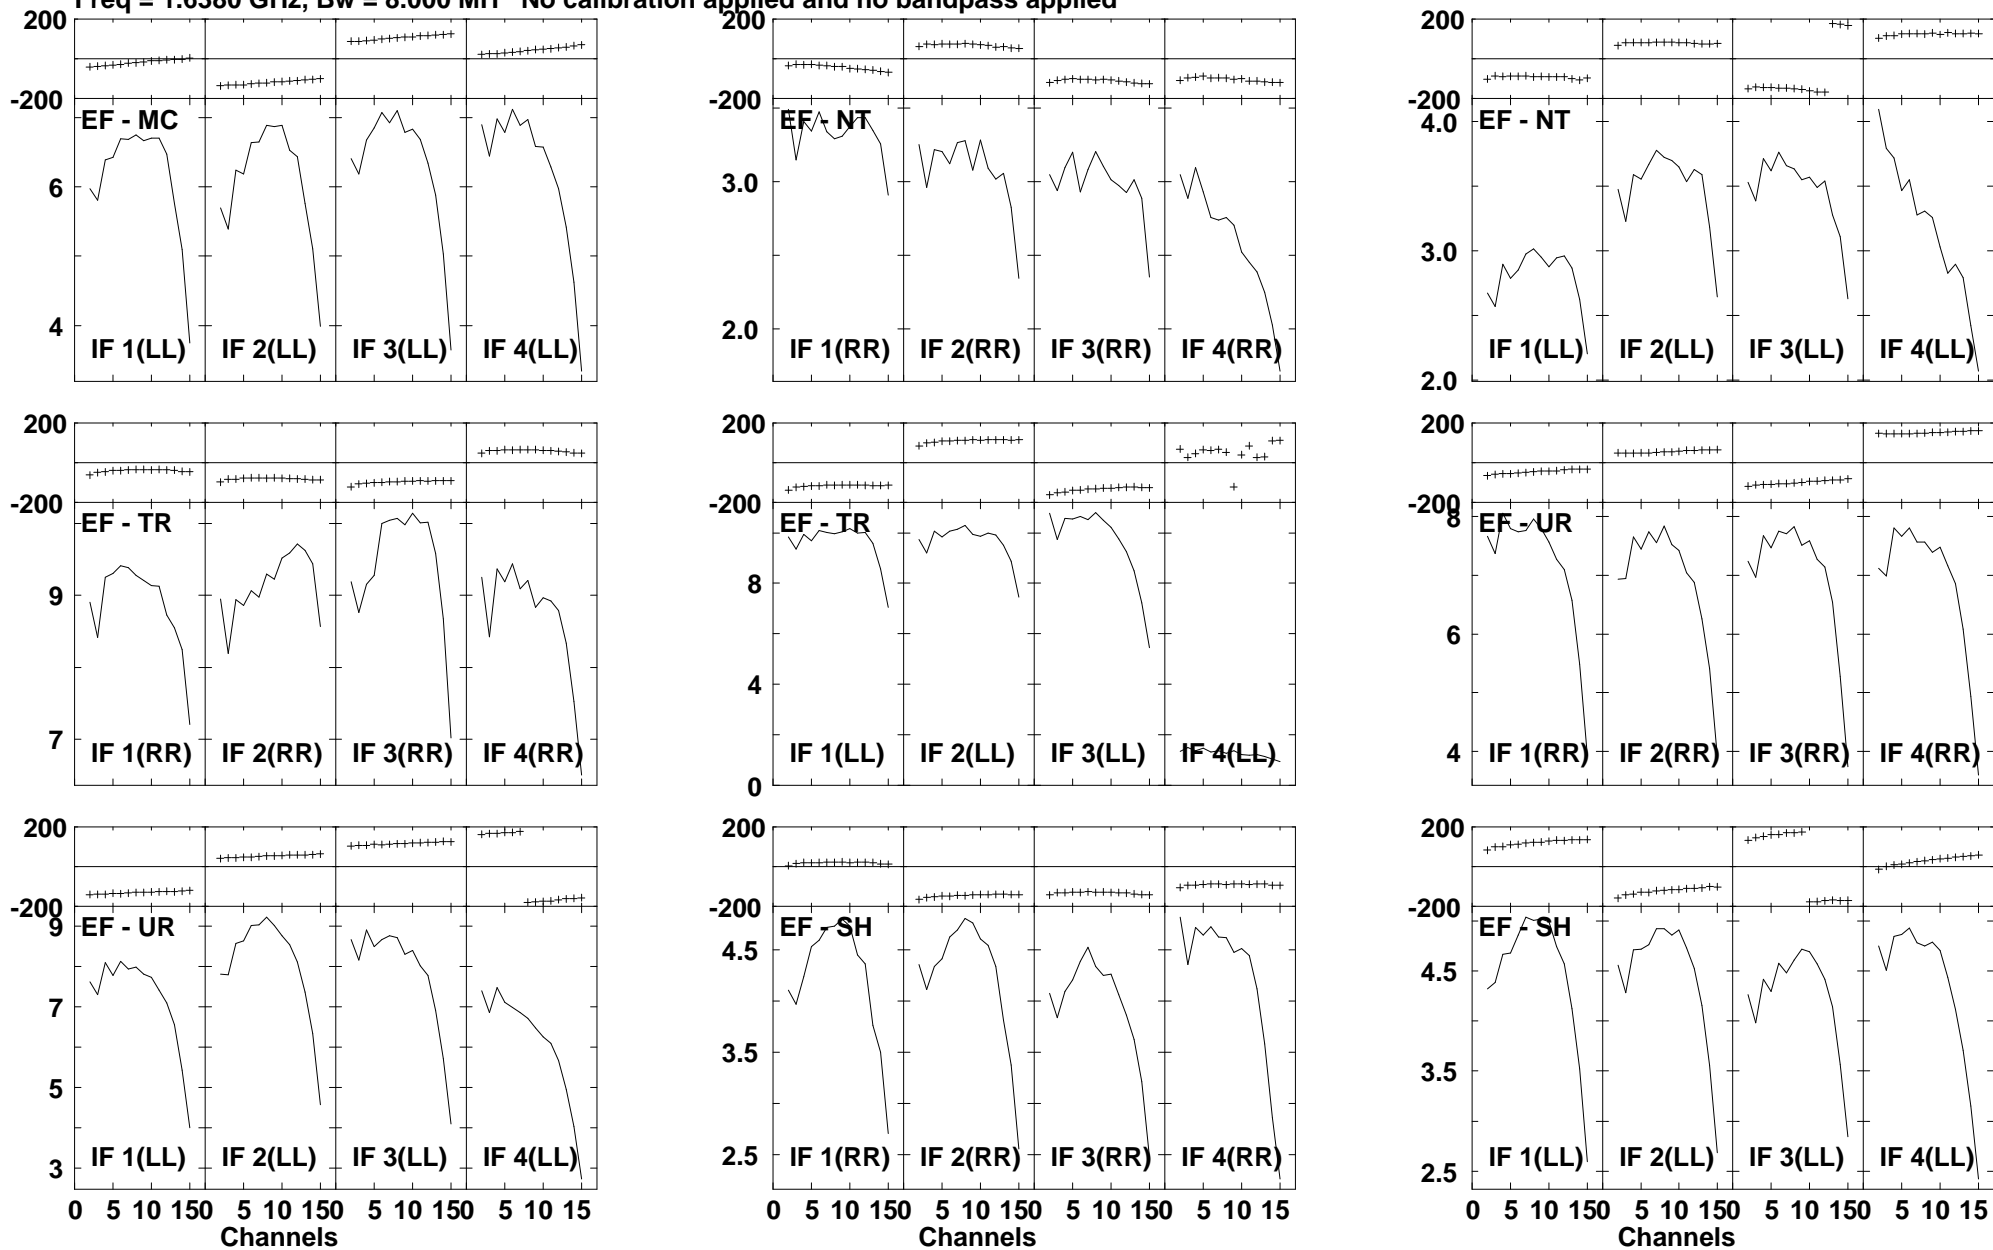 Freq = 1.6380 GHz, Bw = 8.000 MH No calibration applied and no bandpass applied
200 200 200
-200 -200 -200
EF - MC EF - NT EF - NT
4.0
6 3.0 3.0
4 2.0
2.0
IF 1(LL) IF 2(LL) IF 3(LL) IF 4(LL) IF 1(RR) IF 2(RR) IF 3(RR) IF 4(RR) IF 1(LL) IF 2(LL) IF 3(LL) IF 4(LL)
200 200 200
-200 -200 -200
EF - TR EF - TR EF - UR
8
9 8 6
7 4 4
0
IF 1(RR) IF 2(RR) IF 3(RR) IF 4(RR) IF 1(LL) IF 2(LL) IF 3(LL) IF 4(LL) IF 1(RR) IF 2(RR) IF 3(RR) IF 4(RR)
200 200 200
-200 -200 -200
EF - UR EF - SH EF - SH
9 4.5 4.5
7
5 3.5 3.5
3 2.5 2.5
IF 1(LL) IF 2(LL) IF 3(LL) IF 4(LL) IF 1(RR) IF 2(RR) IF 3(RR) IF 4(RR) IF 1(LL) IF 2(LL) IF 3(LL) IF 4(LL)
0 5 10 150 5 10 150 5 10 150 5 10 15 0 5 10 150 5 10 150 5 10 150 5 10 15 0 5 10 150 5 10 150 5 10 150 5 10 15
Channels Channels Channels